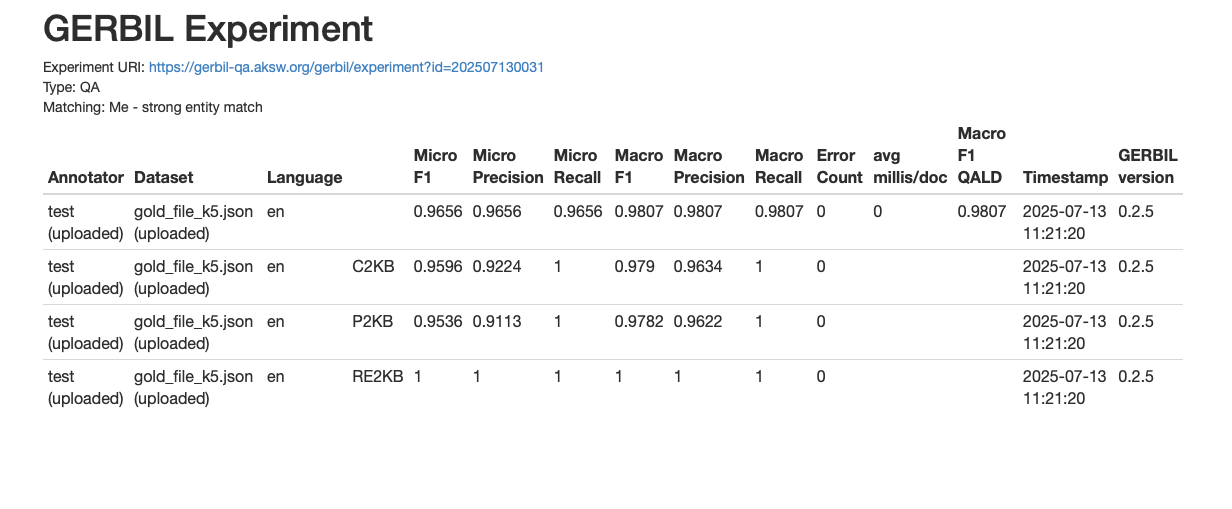 GERBIL Experiment
Experiment URI: https://gerbil-qa.aksw.org/gerbil/experiment?id=202507130031
Type: QA
Matching: Me - strong entity match
Annotator Dataset Language Micro F1 Micro Precision Micro Recall Macro F1 Macro Precision Macro Recall Error Count avg millis/doc Macro F1 QALD Timestamp GERBIL version
test gold_file_k5.json en 0.9656 0.9656 0.9656 0.9807 0.9807 0.9807 0 0 0.9807 2025-07-13 0.2.5
(uploaded) (uploaded) 11:21:20
test gold_file_k5.json en C2KB 0.9596 0.9224 1 0.979 0.9634 1 0 2025-07-13 0.2.5
(uploaded) (uploaded) 11:21:20
test gold_file_k5.json en P2KB 0.9536 0.9113 1 0.9782 0.9622 1 0 2025-07-13 0.2.5
(uploaded) (uploaded) 11:21:20
test gold_file_k5.json en RE2KB 1 1 1 1 1 1 0 2025-07-13 0.2.5
(uploaded) (uploaded) 11:21:20